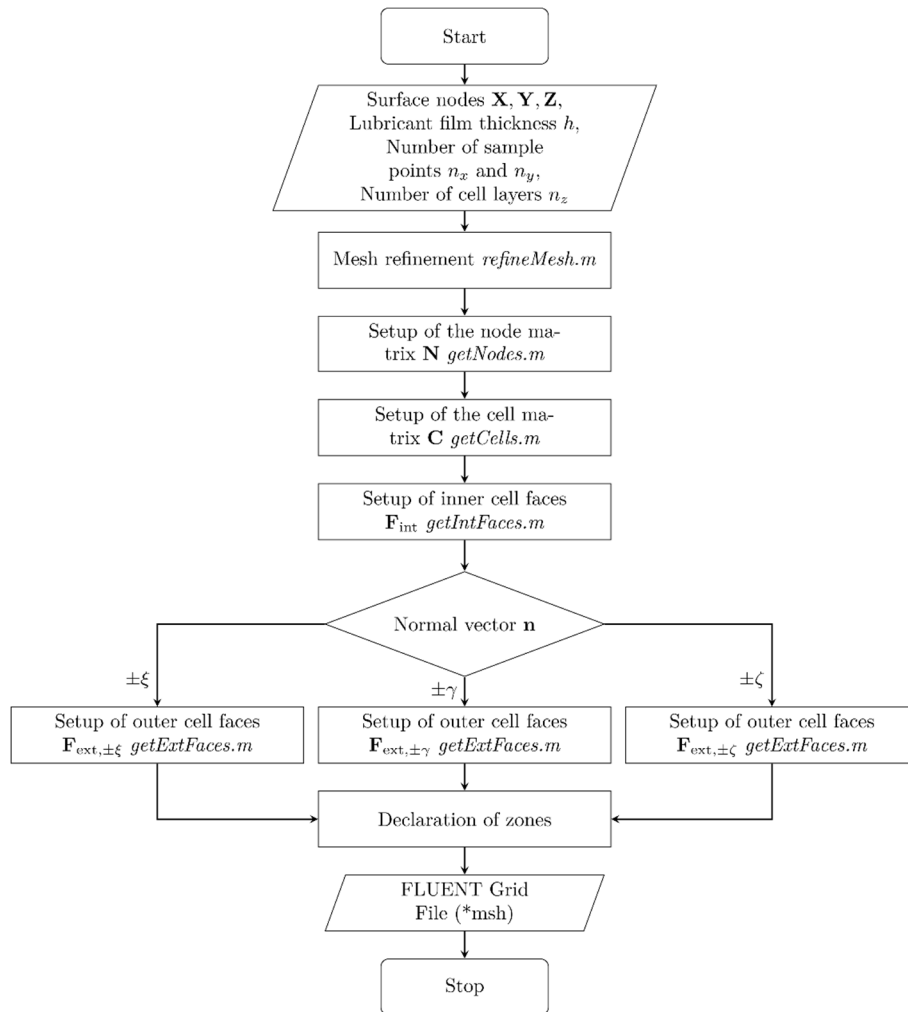 Start
Surface nodes X, Y, Z,
Lubricant film thickness h,
Number of sample
points nₓ and n_y,
Number of cell layers n_z
Mesh refinement refineMesh.m
Setup of the node ma-
trix N getNodes.m
Setup of the cell ma-
trix C getCells.m
Setup of inner cell faces
F_int getIntFaces.m
Normal vector n
±ξ
±γ
±ζ
Setup of outer cell faces
F_ext,±ξ getExtFaces.m
Setup of outer cell faces
F_ext,±γ getExtFaces.m
Setup of outer cell faces
F_ext,±ζ getExtFaces.m
Declaration of zones
FLUENT Grid
File (*msh)
Stop